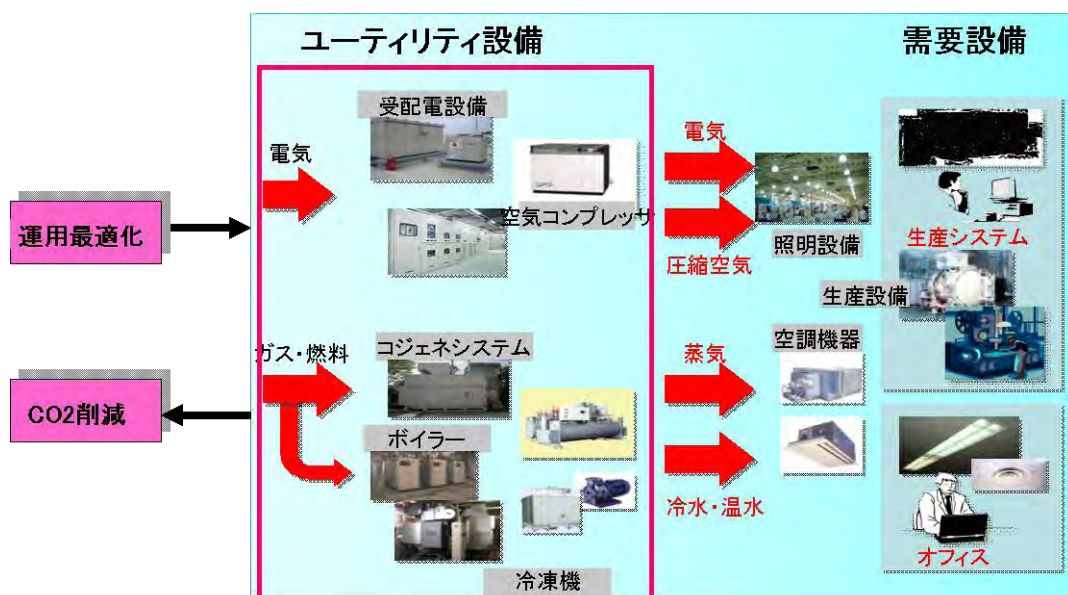 ユーティリティ設備
需要設備
受配電設備
電気
電気
空気コンプレッサ
運用最適化
圧縮空気
照明設備
生産システム
生産設備
ガス・燃料
コジェネシステム
蒸気
空調機器
CO2削減
ボイラー
冷水・温水
冷凍機
オフィス